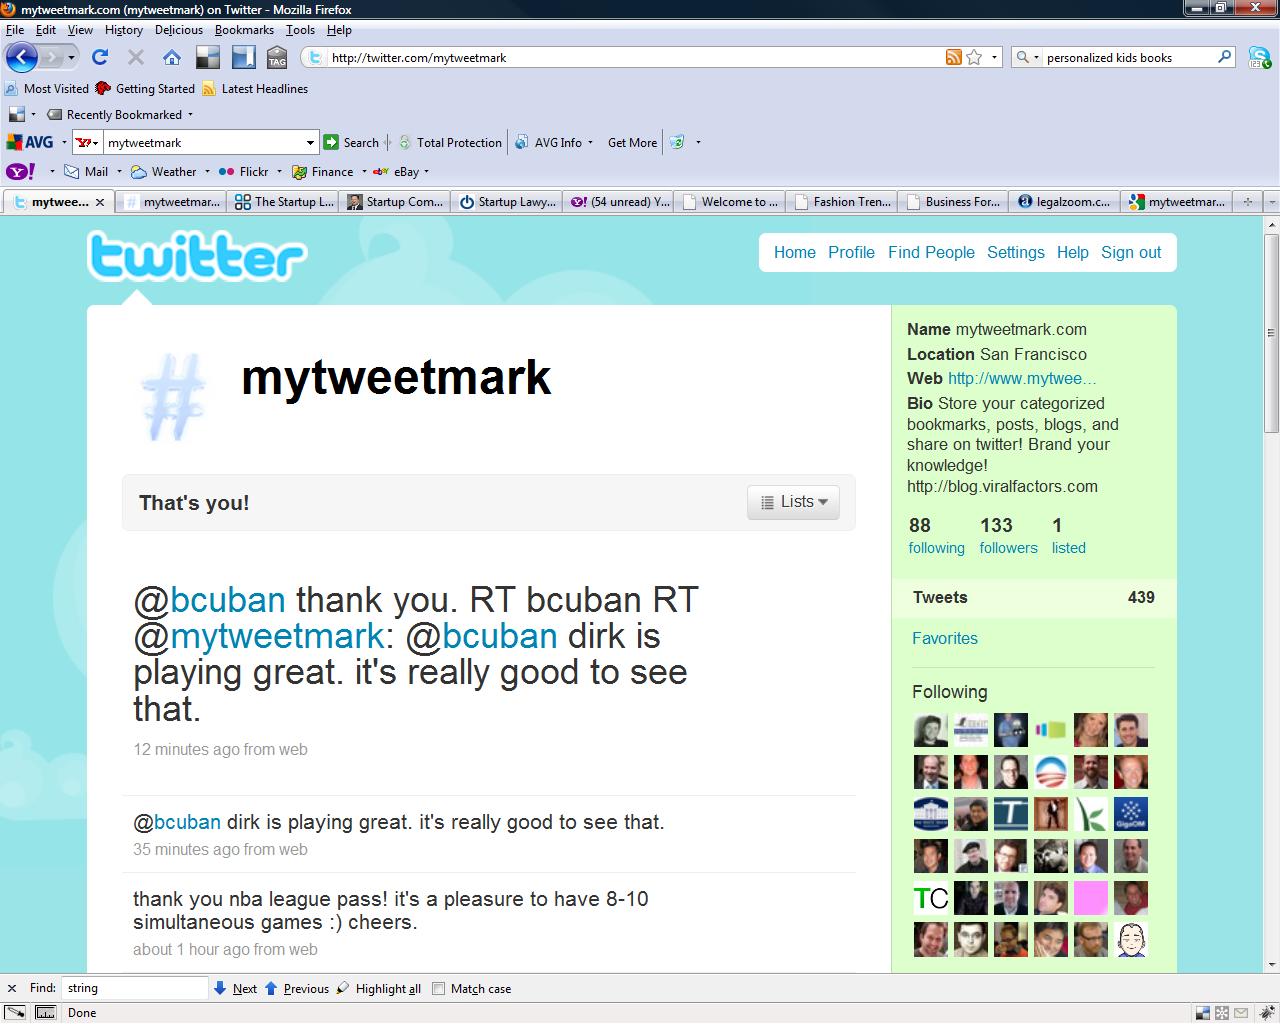 mytweetmark.com (mytweetmark) on Twitter - Mozilla Firefox
File Edit View History Delicious Bookmarks Tools Help
TAG http://twitter.com/mytweetmark personalized kids books
Most Visited Getting Started Latest Headlines
Recently Bookmarked
AVG Y? mytweetmark Search Total Protection AVG Info Get More
Y! Mail Weather Flickr Finance eBay
mytwee... mytweetmar... The Startup L... Startup Com... Startup Lawy... (54 unread) Y... Welcome to ... Fashion Tren... Business For... legalzoom.c... mytweetmar...
twitter
Home Profile Find People Settings Help Sign out
# mytweetmark
That's you!
Lists
@bcuban thank you. RT bcuban RT
@mytweetmark: @bcuban dirk is
playing great. it's really good to see
that.
12 minutes ago from web
@bcuban dirk is playing great. it's really good to see that.
35 minutes ago from web
thank you nba league pass! it's a pleasure to have 8-10
simultaneous games :) cheers.
about 1 hour ago from web
Name mytweetmark.com
Location San Francisco
Web http://www.mytwee...
Bio Store your categorized
bookmarks, posts, blogs, and
share on twitter! Brand your
knowledge!
http://blog.viralfactors.com
88 133 1
following followers listed
Tweets 439
Favorites
Following
T
GigaOM
TC
Find: string Next Previous Highlight all Match case
Done